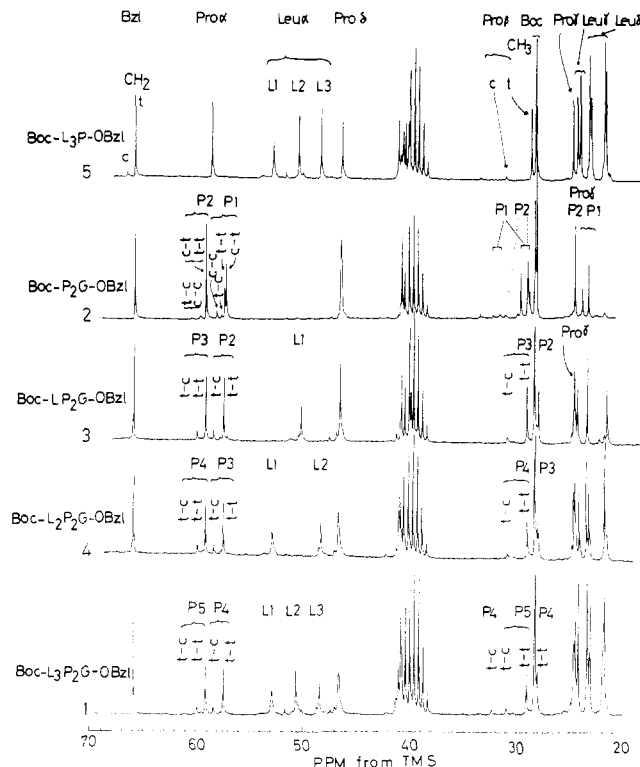 Bzl Proα Leuα Pro δ Proβ Boc Proγ Leuγ Leuδ
CH2 CH3
t L1 L2 L3 c t
c
Boc-L3P-OBzl
5
P2 P1 P1 P2 Proγ
P2 P1
Boc-P2G-OBzl
2
P3 P2 L1 P3 P2 Proγ
Boc-LP2G-OBzl
3
P4 P3 L1 L2 P4 P3
Boc-L2P2G-OBzl
4
P5 P4 L1 L2 L3 P4 P5 P4
Boc-L3P2G-OBzl
1
70 60 50 40 30 20
PPM from TMS